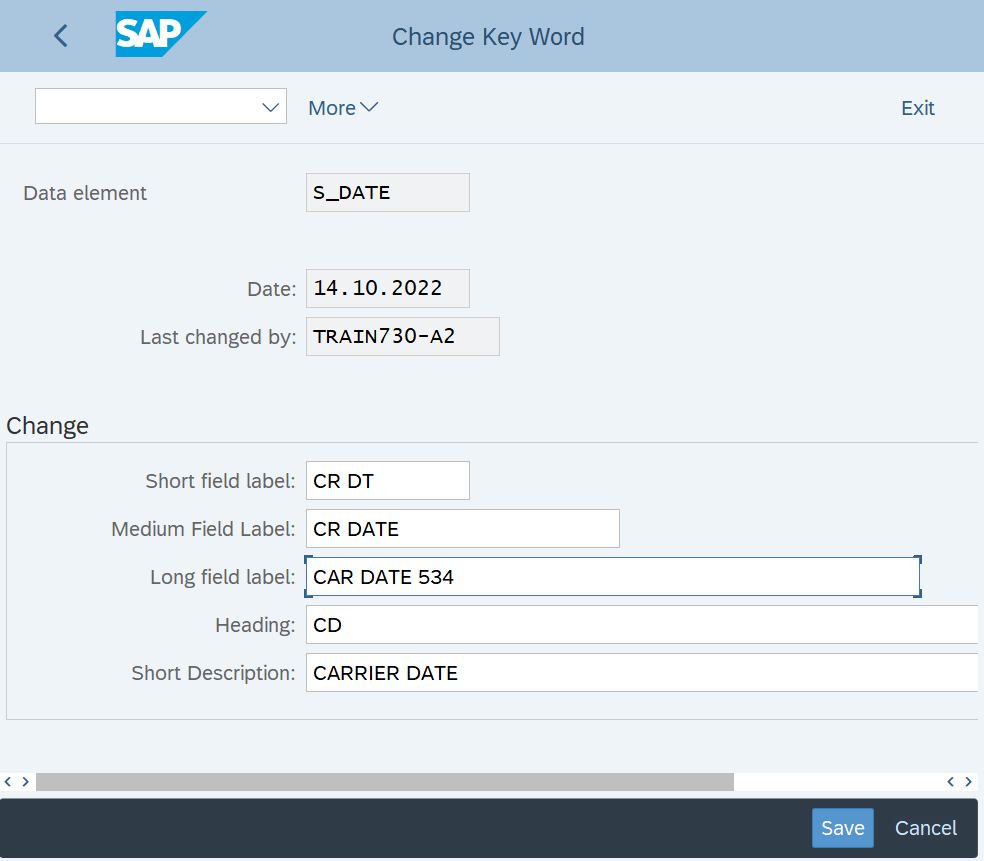 SAP Change Key Word
More Exit
Data element S_DATE
Date: 14.10.2022
Last changed by: TRAIN730-A2
Change
Short field label: CR DT
Medium Field Label: CR DATE
Long field label: CAR DATE 534
Heading: CD
Short Description: CARRIER DATE
Save Cancel